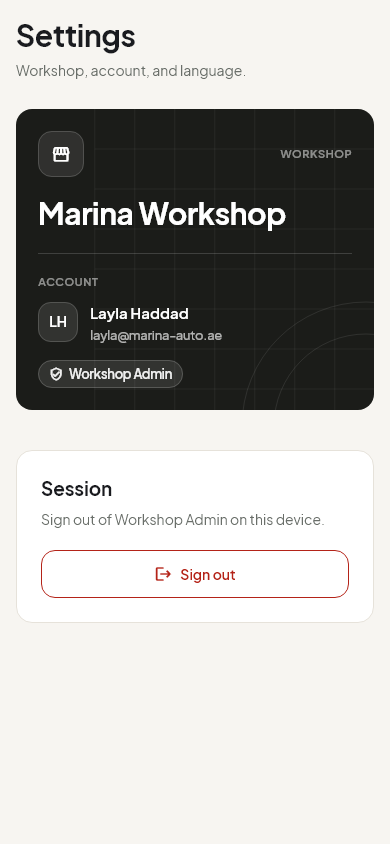 Settings
Workshop, account, and language.
WORKSHOP
Marina Workshop
ACCOUNT
LH
Layla Haddad
layla@marina-auto.ae
Workshop Admin
Session
Sign out of Workshop Admin on this device.
Sign out